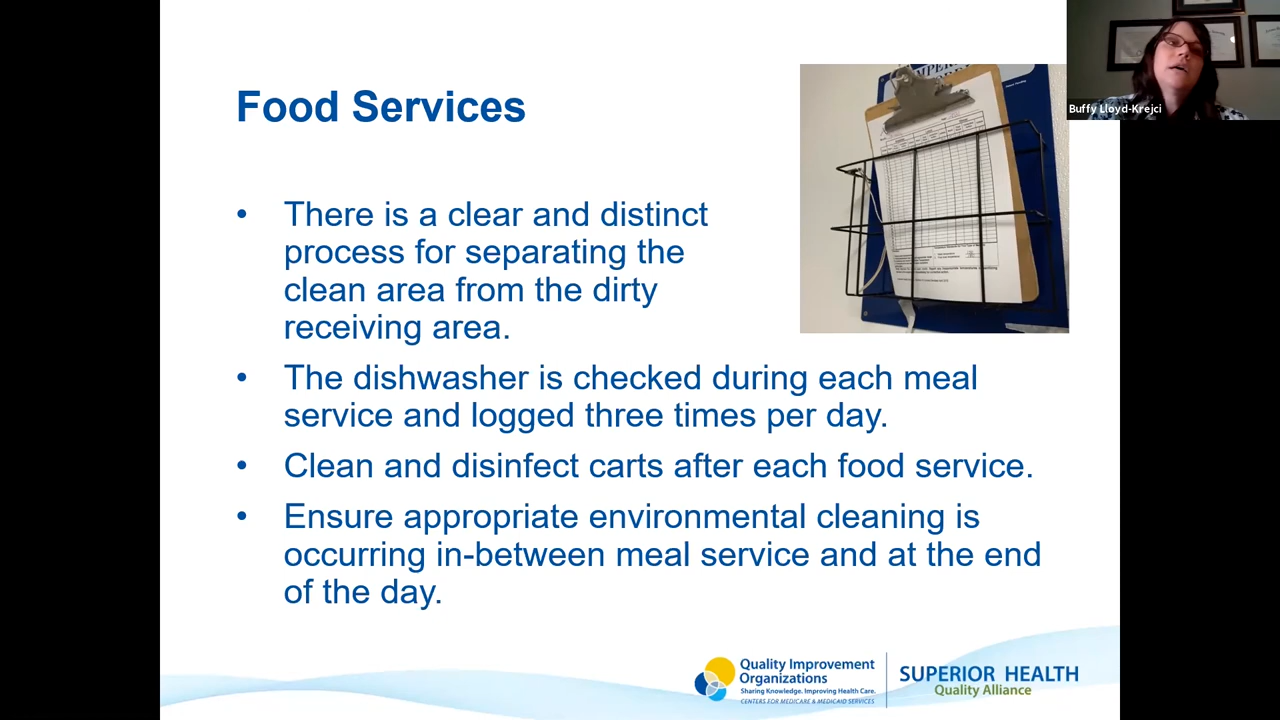 Food Services
Buffy Lloyd-Krejci
• There is a clear and distinct
process for separating the
clean area from the dirty
receiving area.
• The dishwasher is checked during each meal
service and logged three times per day.
• Clean and disinfect carts after each food service.
• Ensure appropriate environmental cleaning is
occurring in-between meal service and at the end
of the day.
Quality Improvement
Organizations
Sharing Knowledge. Improving Health Care.
CENTERS FOR MEDICARE & MEDICAID SERVICES
SUPERIOR HEALTH
Quality Alliance